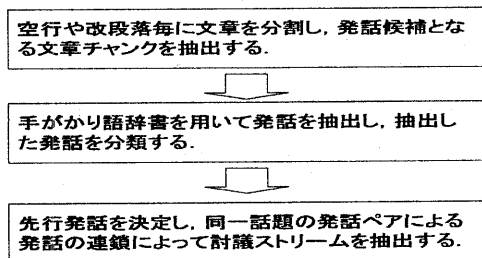 空行や改段落毎に文章を分割し，発話候補とな
る文章チャンクを抽出する．
手がかり語辞書を用いて発話を抽出し，抽出し
た発話を分類する．
先行発話を決定し，同一話題の発話ペアによる
発話の連鎖によって討議ストリームを抽出する．